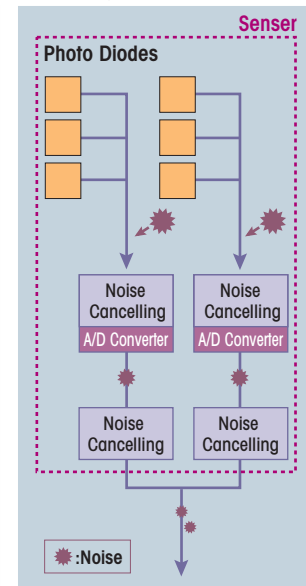 Senser
Photo Diodes
Noise
Cancelling
A/D Converter
Noise
Cancelling
A/D Converter
Noise
Cancelling
Noise
Cancelling
:Noise